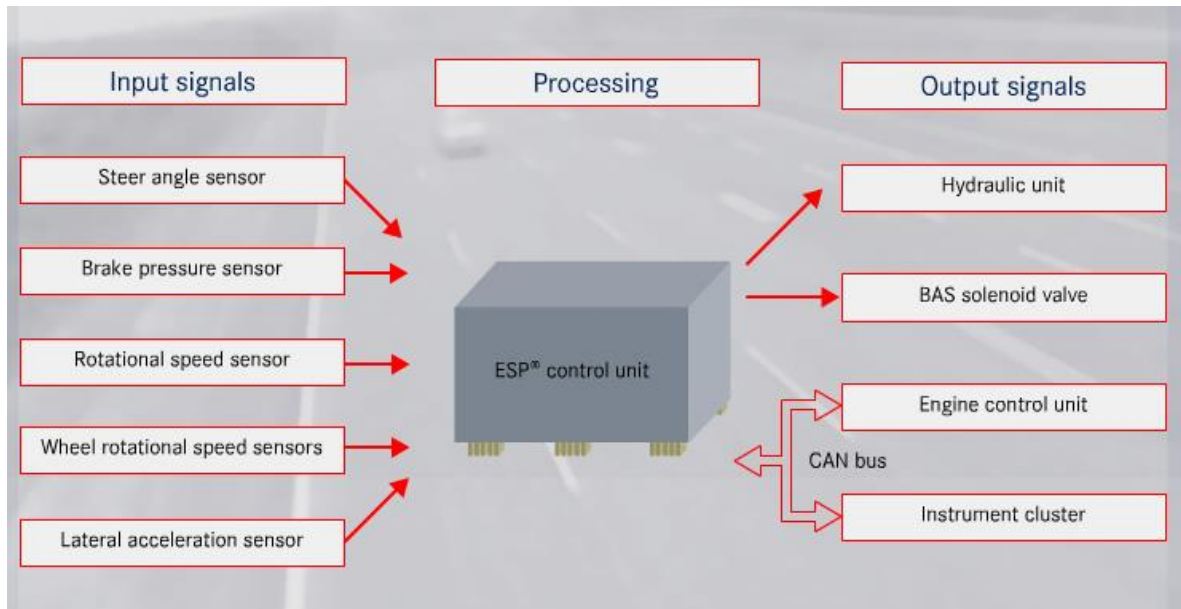 Input signals
Processing
Output signals
Steer angle sensor
Brake pressure sensor
Rotational speed sensor
Wheel rotational speed sensors
Lateral acceleration sensor
ESP® control unit
Hydraulic unit
BAS solenoid valve
Engine control unit
CAN bus
Instrument cluster